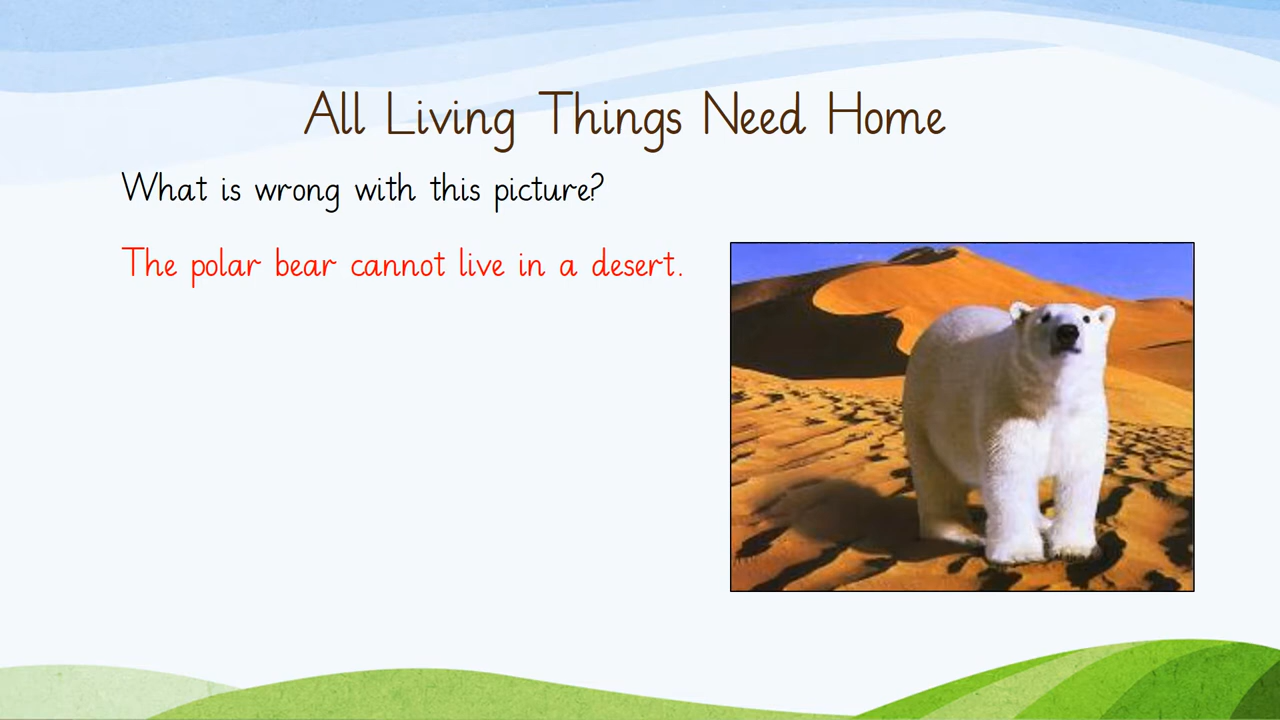 All Living Things Need Home
What is wrong with this picture?
The polar bear cannot live in a desert.